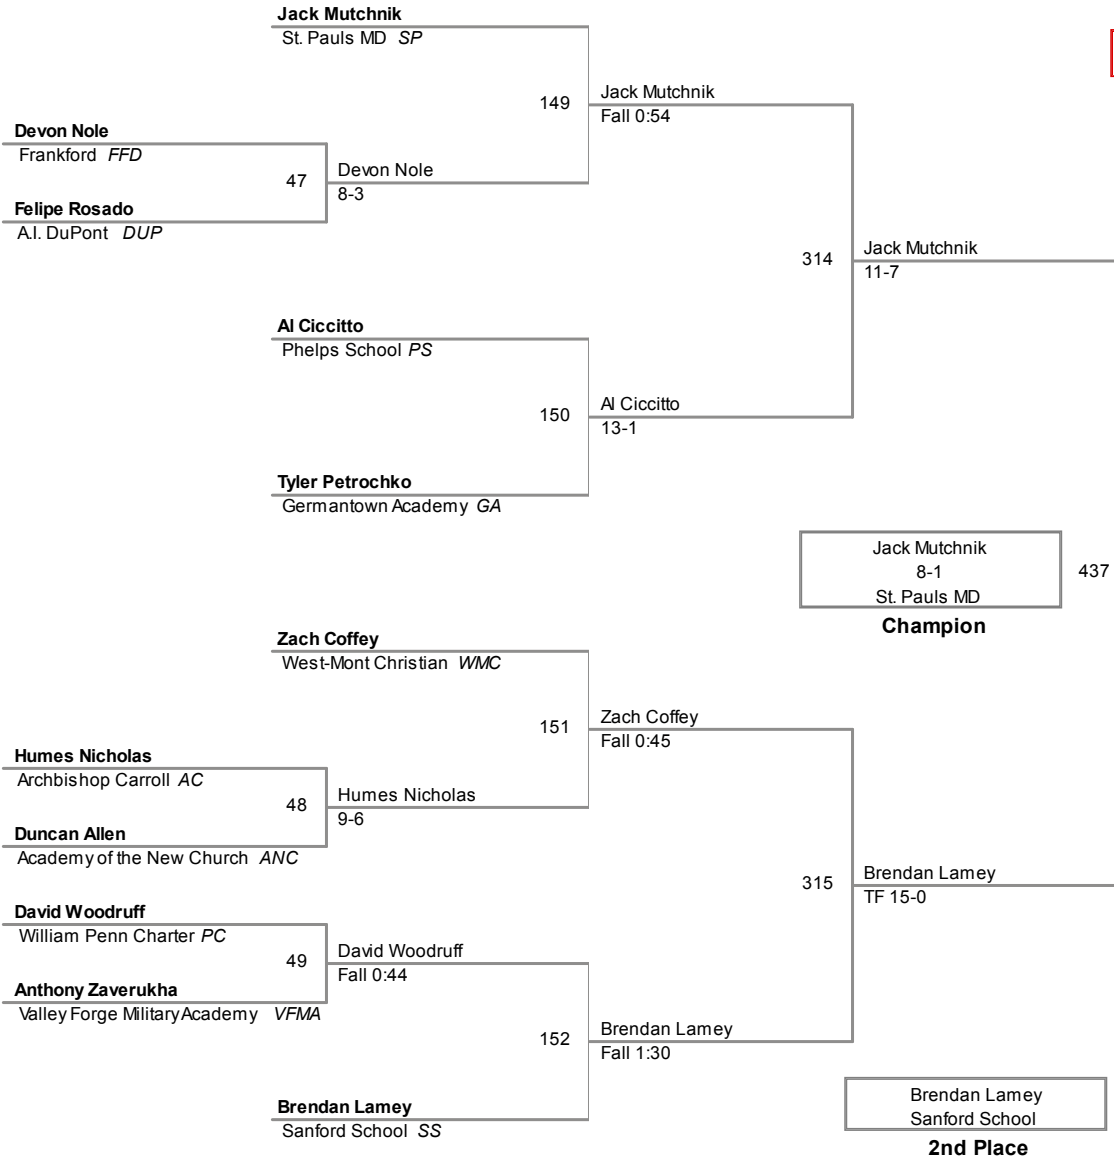 Jack Mutchnik
St. Pauls MD SP
149
Jack Mutchnik
Fall 0:54
Devon Nole
Frankford FFD
47
Devon Nole
8-3
Felipe Rosado
A.I. DuPont DUP
314
Jack Mutchnik
11-7
Al Ciccitto
Phelps School PS
150
Al Ciccitto
13-1
Tyler Petrochko
Germantown Academy GA
Jack Mutchnik
8-1
St. Pauls MD
437
Champion
Zach Coffey
West-Mont Christian WMC
151
Zach Coffey
Fall 0:45
Humes Nicholas
Archbishop Carroll AC
48
Humes Nicholas
9-6
Duncan Allen
Academy of the New Church ANC
315
Brendan Lamey
TF 15-0
David Woodruff
William Penn Charter PC
49
David Woodruff
Fall 0:44
Anthony Zaverukha
Valley Forge Military Academy VFMA
152
Brendan Lamey
Fall 1:30
Brendan Lamey
Sanford School SS
Brendan Lamey
Sanford School
2nd Place